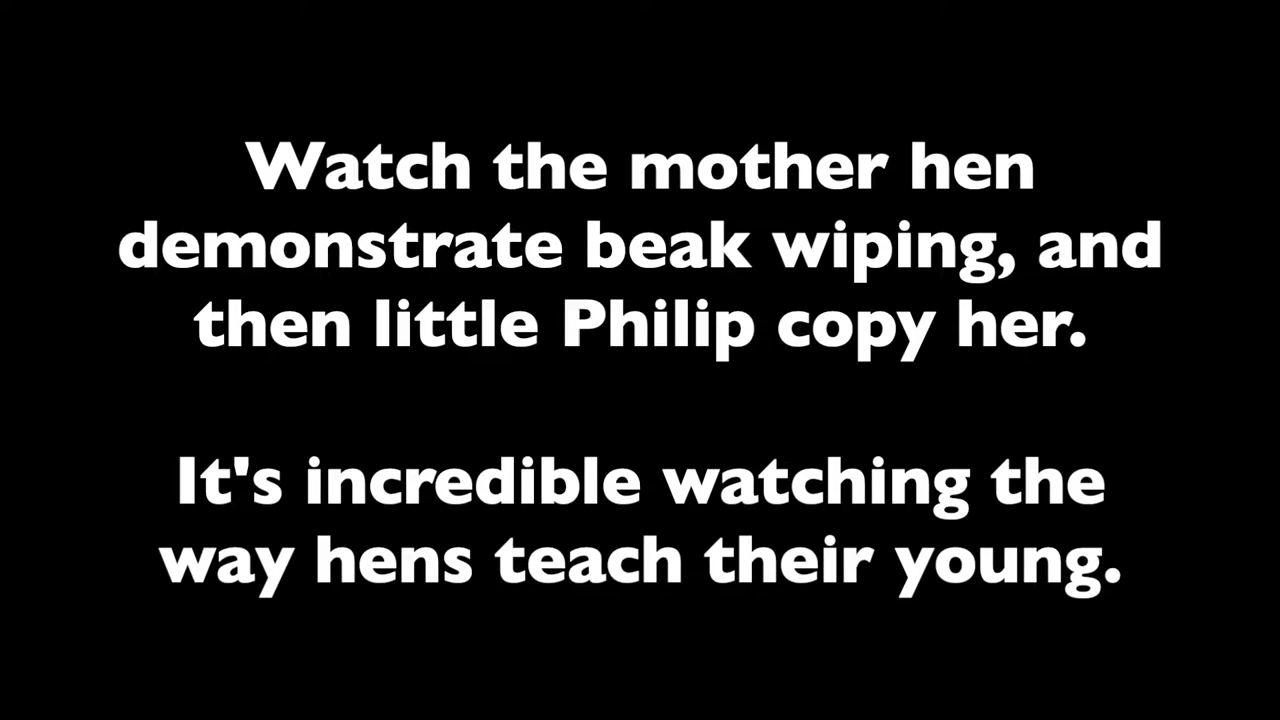 Watch the mother hen
demonstrate beak wiping, and
then little Philip copy her.
It's incredible watching the
way hens teach their young.